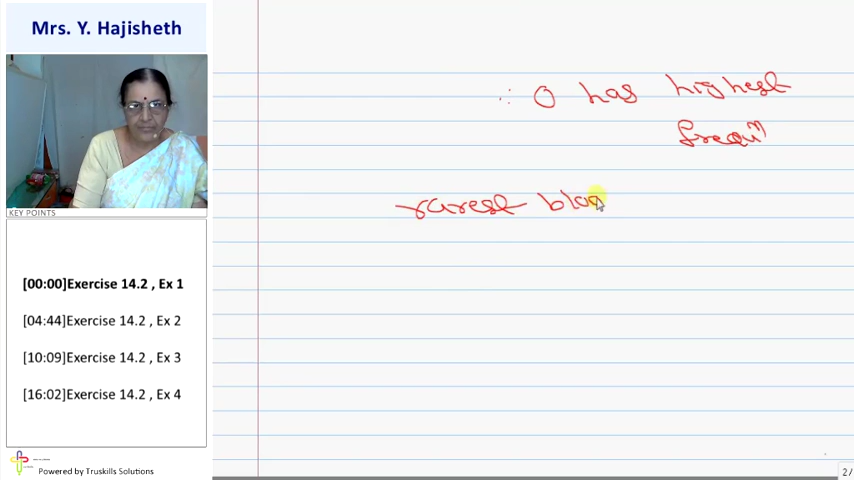 Mrs. Y. Hajisheth
∴ O has highest
KEY POINTS
rarest bloo
[00:00]Exercise 14.2 , Ex 1
[04:44]Exercise 14.2 , Ex 2
[10:09]Exercise 14.2 , Ex 3
[16:02]Exercise 14.2 , Ex 4
Powered by Truskills Solutions
2/